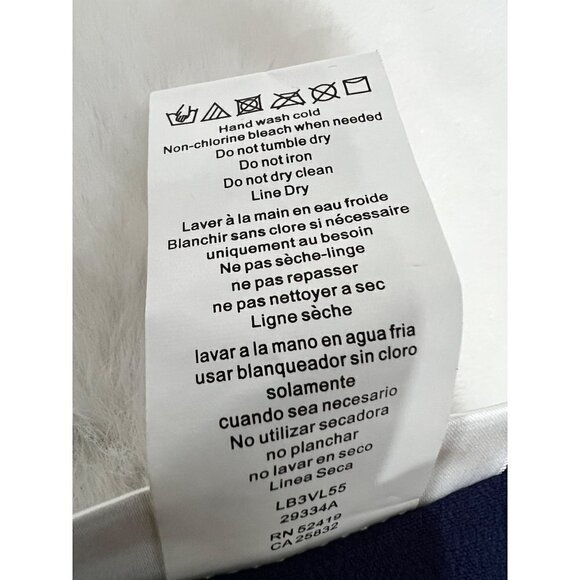 Hand wash cold
Non-chlorine bleach when needed
Do not tumble dry
Do not iron
Do not dry clean
Line Dry
Laver à la main en eau froide
Blanchir sans clore si nécessaire
uniquement au besoin
Ne pas sèche-linge
ne pas repasser
ne pas nettoyer a sec
Ligne sèche
lavar a la mano en agua fria
usar blanqueador sin cloro
solamente
cuando sea necesario
No utilizar secadora
no planchar
no lavar en seco
Linea Seca
LB3VL55
29334A
RN 52419
CA 25832